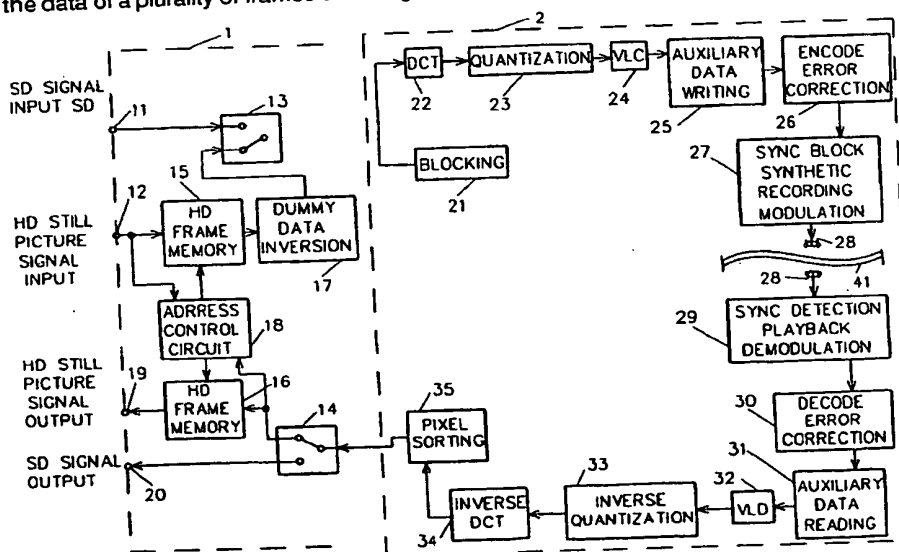 the data of a plurality of frames
1
2
SD SIGNAL
INPUT SD
11
13
DCT
22
QUANTIZATION
23
VLC
24
AUXILIARY
DATA
WRITING
25
ENCODE
ERROR
CORRECTION
26
27
SYNC BLOCK
SYNTHETIC
RECORDING
MODULATION
28
28
41
BLOCKING
21
12
HD STILL
PICTURE
SIGNAL
INPUT
15
HD
FRAME
MEMORY
DUMMY
DATA
INVERSION
17
ADRRESS
CONTROL
CIRCUIT
18
29
SYNC DETECTION
PLAYBACK
DEMODULATION
HD STILL
PICTURE
SIGNAL
OUTPUT
19
HD
FRAME
MEMORY
16
SD SIGNAL
OUTPUT
20
14
35
PIXEL
SORTING
30
DECODE
ERROR
CORRECTION
31
AUXILIARY
DATA
READING
32
VLD
33
INVERSE
QUANTIZATION
INVERSE
DCT
34